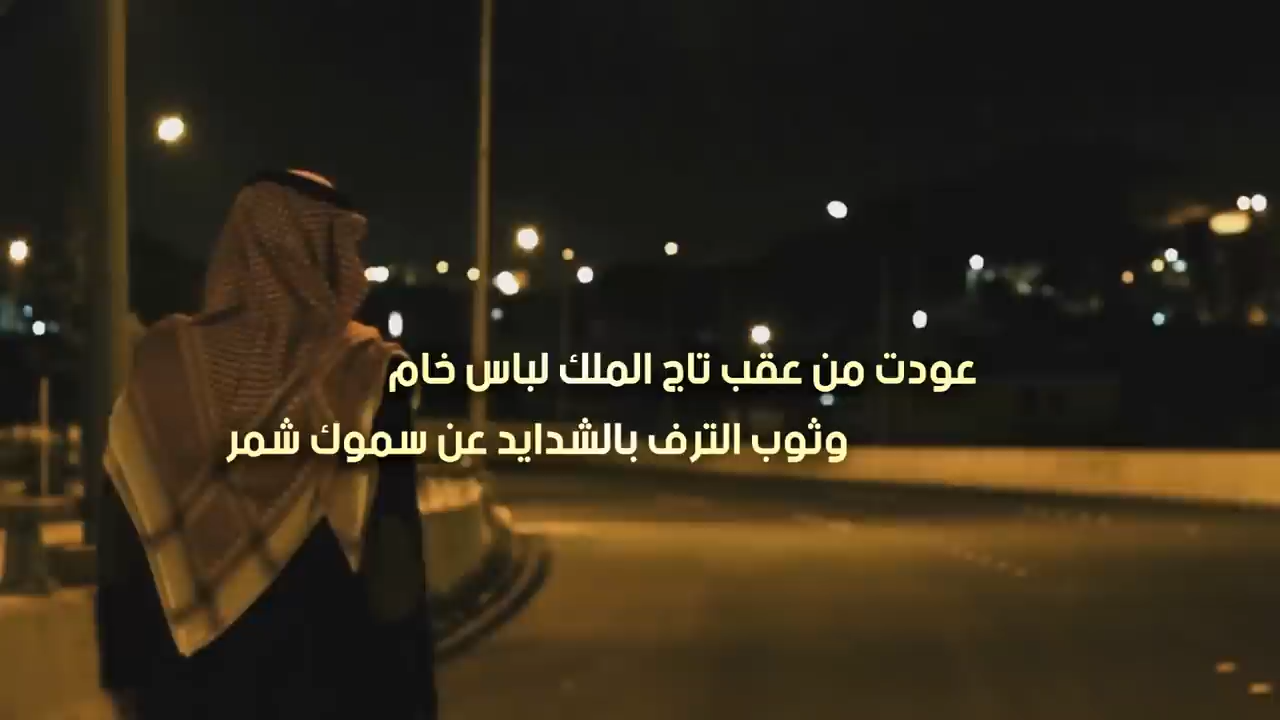 عودت من عقب تاج الملك لباس خام
وثوب الترف بالشدايد عن سموك شمر